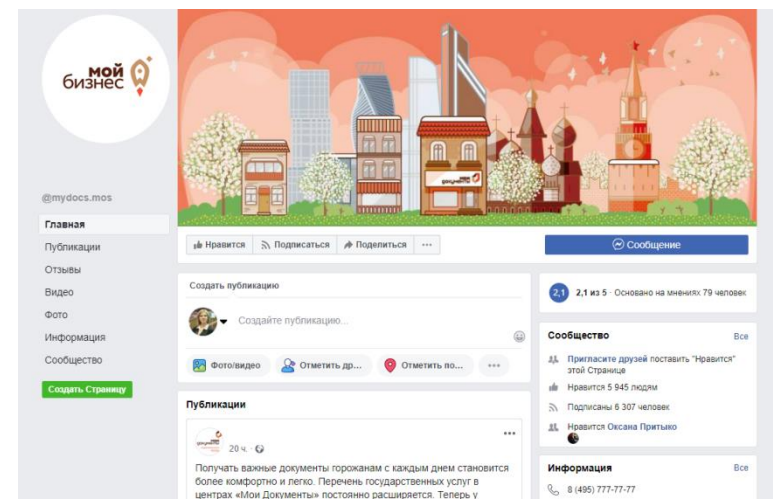 мой
бизнес
@mydocs.mos
Главная
Публикации
Отзывы
Видео
Фото
Информация
Сообщество
Создать Страницу
мои
документы
Нравится Подписаться Поделиться ...
Сообщение
Создать публикацию
Создайте публикацию...
Фото/видео Отметить др... Отметить по... ...
Публикации
мои
документы
20 ч.
Получать важные документы горожанам с каждым днем становится
более комфортно и легко. Перечень государственных услуг в
центрах «Мои Документы» постоянно расширяется. Теперь у
2,1 2,1 из 5 · Основано на мнениях 79 человек
Сообщество Все
Пригласите друзей поставить "Нравится"
этой Странице
Нравится 5 945 людям
Подписаны 6 307 человек
Нравится Оксана Притыко
Информация Все
8 (495) 777-77-77